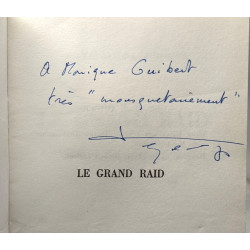 A Monique Guibert
très "mousquetairement"
LE GRAND RAID